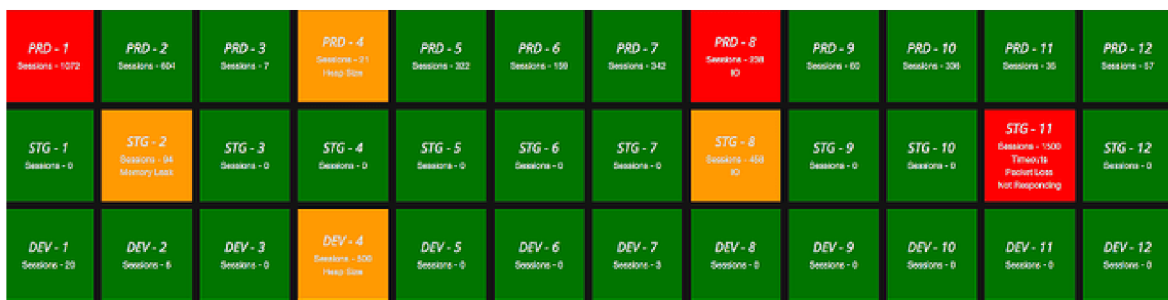 PRD - 1
Sessions - 1072
PRD - 2
Sessions - 604
PRD - 3
Sessions - 7
PRD - 4
Sessions - 21
Heap Size
PRD - 5
Sessions - 322
PRD - 6
Sessions - 159
PRD - 7
Sessions - 342
PRD - 8
Sessions - 238
IO
PRD - 9
Sessions - 60
PRD - 10
Sessions - 336
PRD - 11
Sessions - 35
PRD - 12
Sessions - 57
STG - 1
Sessions - 0
STG - 2
Sessions - 94
Memory Leak
STG - 3
Sessions - 0
STG - 4
Sessions - 0
STG - 5
Sessions - 0
STG - 6
Sessions - 0
STG - 7
Sessions - 0
STG - 8
Sessions - 458
IO
STG - 9
Sessions - 0
STG - 10
Sessions - 0
STG - 11
Sessions - 1500
Timeouts
Packet Loss
Not Responding
STG - 12
Sessions - 0
DEV - 1
Sessions - 20
DEV - 2
Sessions -
DEV - 3
Sessions - 0
DEV - 4
Sessions - 500
Heap Size
DEV - 5
Sessions - 0
DEV - 6
Sessions - 0
DEV - 7
Sessions - 3
DEV - 8
Sessions - 0
DEV - 9
Sessions - 0
DEV - 10
Sessions - 0
DEV - 11
Sessions - 0
DEV - 12
Sessions - 0